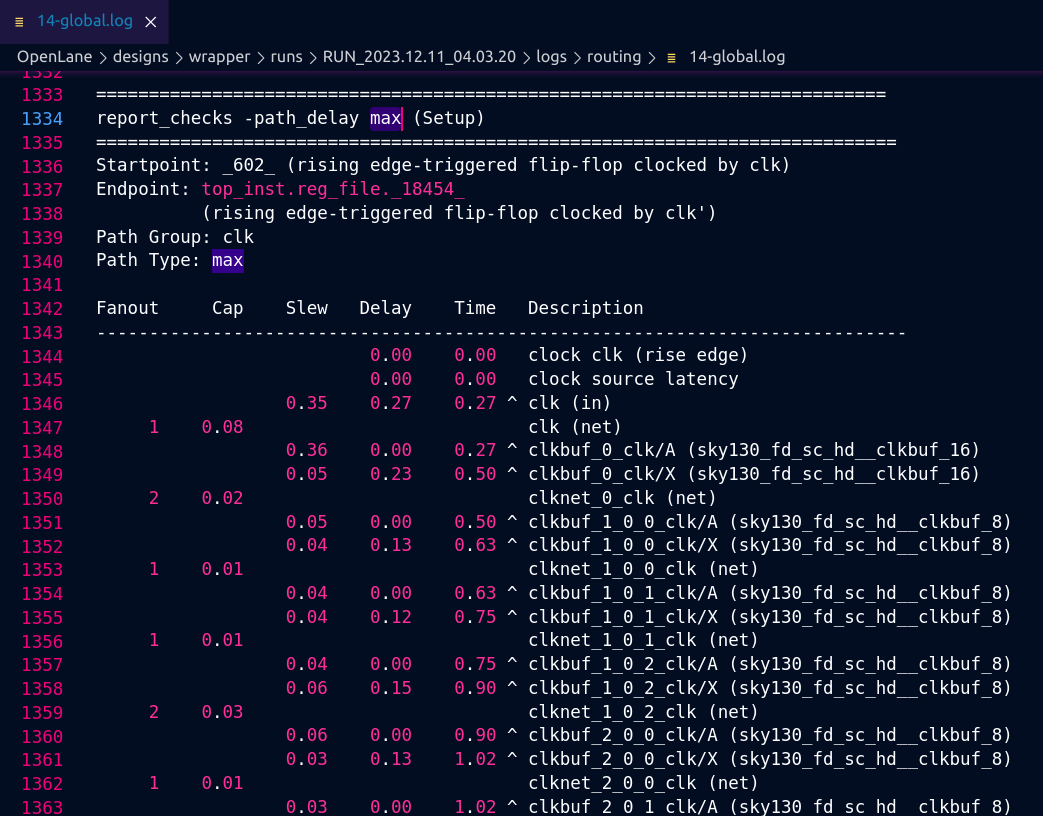 14-global.log
OpenLane > designs > wrapper > runs > RUN_2023.12.11_04.03.20 > logs > routing > 14-global.log
1332
1333 ===========================================================================
1334 report_checks -path_delay max (Setup)
1335 ============================================================================
1336 Startpoint: _602_ (rising edge-triggered flip-flop clocked by clk)
1337 Endpoint: top_inst.reg_file._18454_
1338           (rising edge-triggered flip-flop clocked by clk')
1339 Path Group: clk
1340 Path Type: max
1341
1342 Fanout     Cap    Slew   Delay    Time   Description
1343 -----------------------------------------------------------------------------
1344                           0.00    0.00   clock clk (rise edge)
1345                           0.00    0.00   clock source latency
1346                   0.35    0.27    0.27 ^ clk (in)
1347      1    0.08                           clk (net)
1348                   0.36    0.00    0.27 ^ clkbuf_0_clk/A (sky130_fd_sc_hd__clkbuf_16)
1349                   0.05    0.23    0.50 ^ clkbuf_0_clk/X (sky130_fd_sc_hd__clkbuf_16)
1350      2    0.02                           clknet_0_clk (net)
1351                   0.05    0.00    0.50 ^ clkbuf_1_0_0_clk/A (sky130_fd_sc_hd__clkbuf_8)
1352                   0.04    0.13    0.63 ^ clkbuf_1_0_0_clk/X (sky130_fd_sc_hd__clkbuf_8)
1353      1    0.01                           clknet_1_0_0_clk (net)
1354                   0.04    0.00    0.63 ^ clkbuf_1_0_1_clk/A (sky130_fd_sc_hd__clkbuf_8)
1355                   0.04    0.12    0.75 ^ clkbuf_1_0_1_clk/X (sky130_fd_sc_hd__clkbuf_8)
1356      1    0.01                           clknet_1_0_1_clk (net)
1357                   0.04    0.00    0.75 ^ clkbuf_1_0_2_clk/A (sky130_fd_sc_hd__clkbuf_8)
1358                   0.06    0.15    0.90 ^ clkbuf_1_0_2_clk/X (sky130_fd_sc_hd__clkbuf_8)
1359      2    0.03                           clknet_1_0_2_clk (net)
1360                   0.06    0.00    0.90 ^ clkbuf_2_0_0_clk/A (sky130_fd_sc_hd__clkbuf_8)
1361                   0.03    0.13    1.02 ^ clkbuf_2_0_0_clk/X (sky130_fd_sc_hd__clkbuf_8)
1362      1    0.01                           clknet_2_0_0_clk (net)
1363                   0.03    0.00    1.02 ^ clkbuf_2_0_1_clk/A (sky130_fd_sc_hd__clkbuf_8)